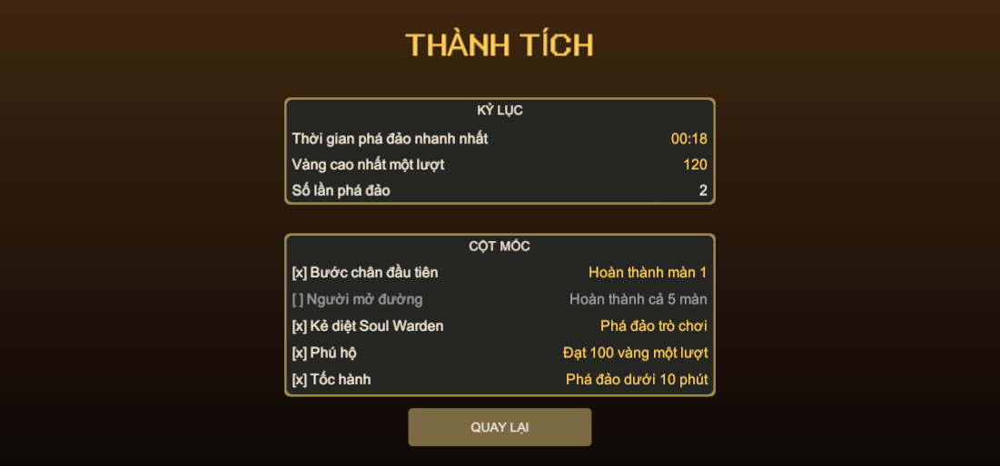 THÀNH TÍCH
KỶ LỤC
Thời gian phá đảo nhanh nhất 00:18
Vàng cao nhất một lượt 120
Số lần phá đảo 2
CỘT MỐC
[x] Bước chân đầu tiên Hoàn thành màn 1
[ ] Người mở đường Hoàn thành cả 5 màn
[x] Kẻ diệt Soul Warden Phá đảo trò chơi
[x] Phú hộ Đạt 100 vàng một lượt
[x] Tốc hành Phá đảo dưới 10 phút
QUAY LẠI